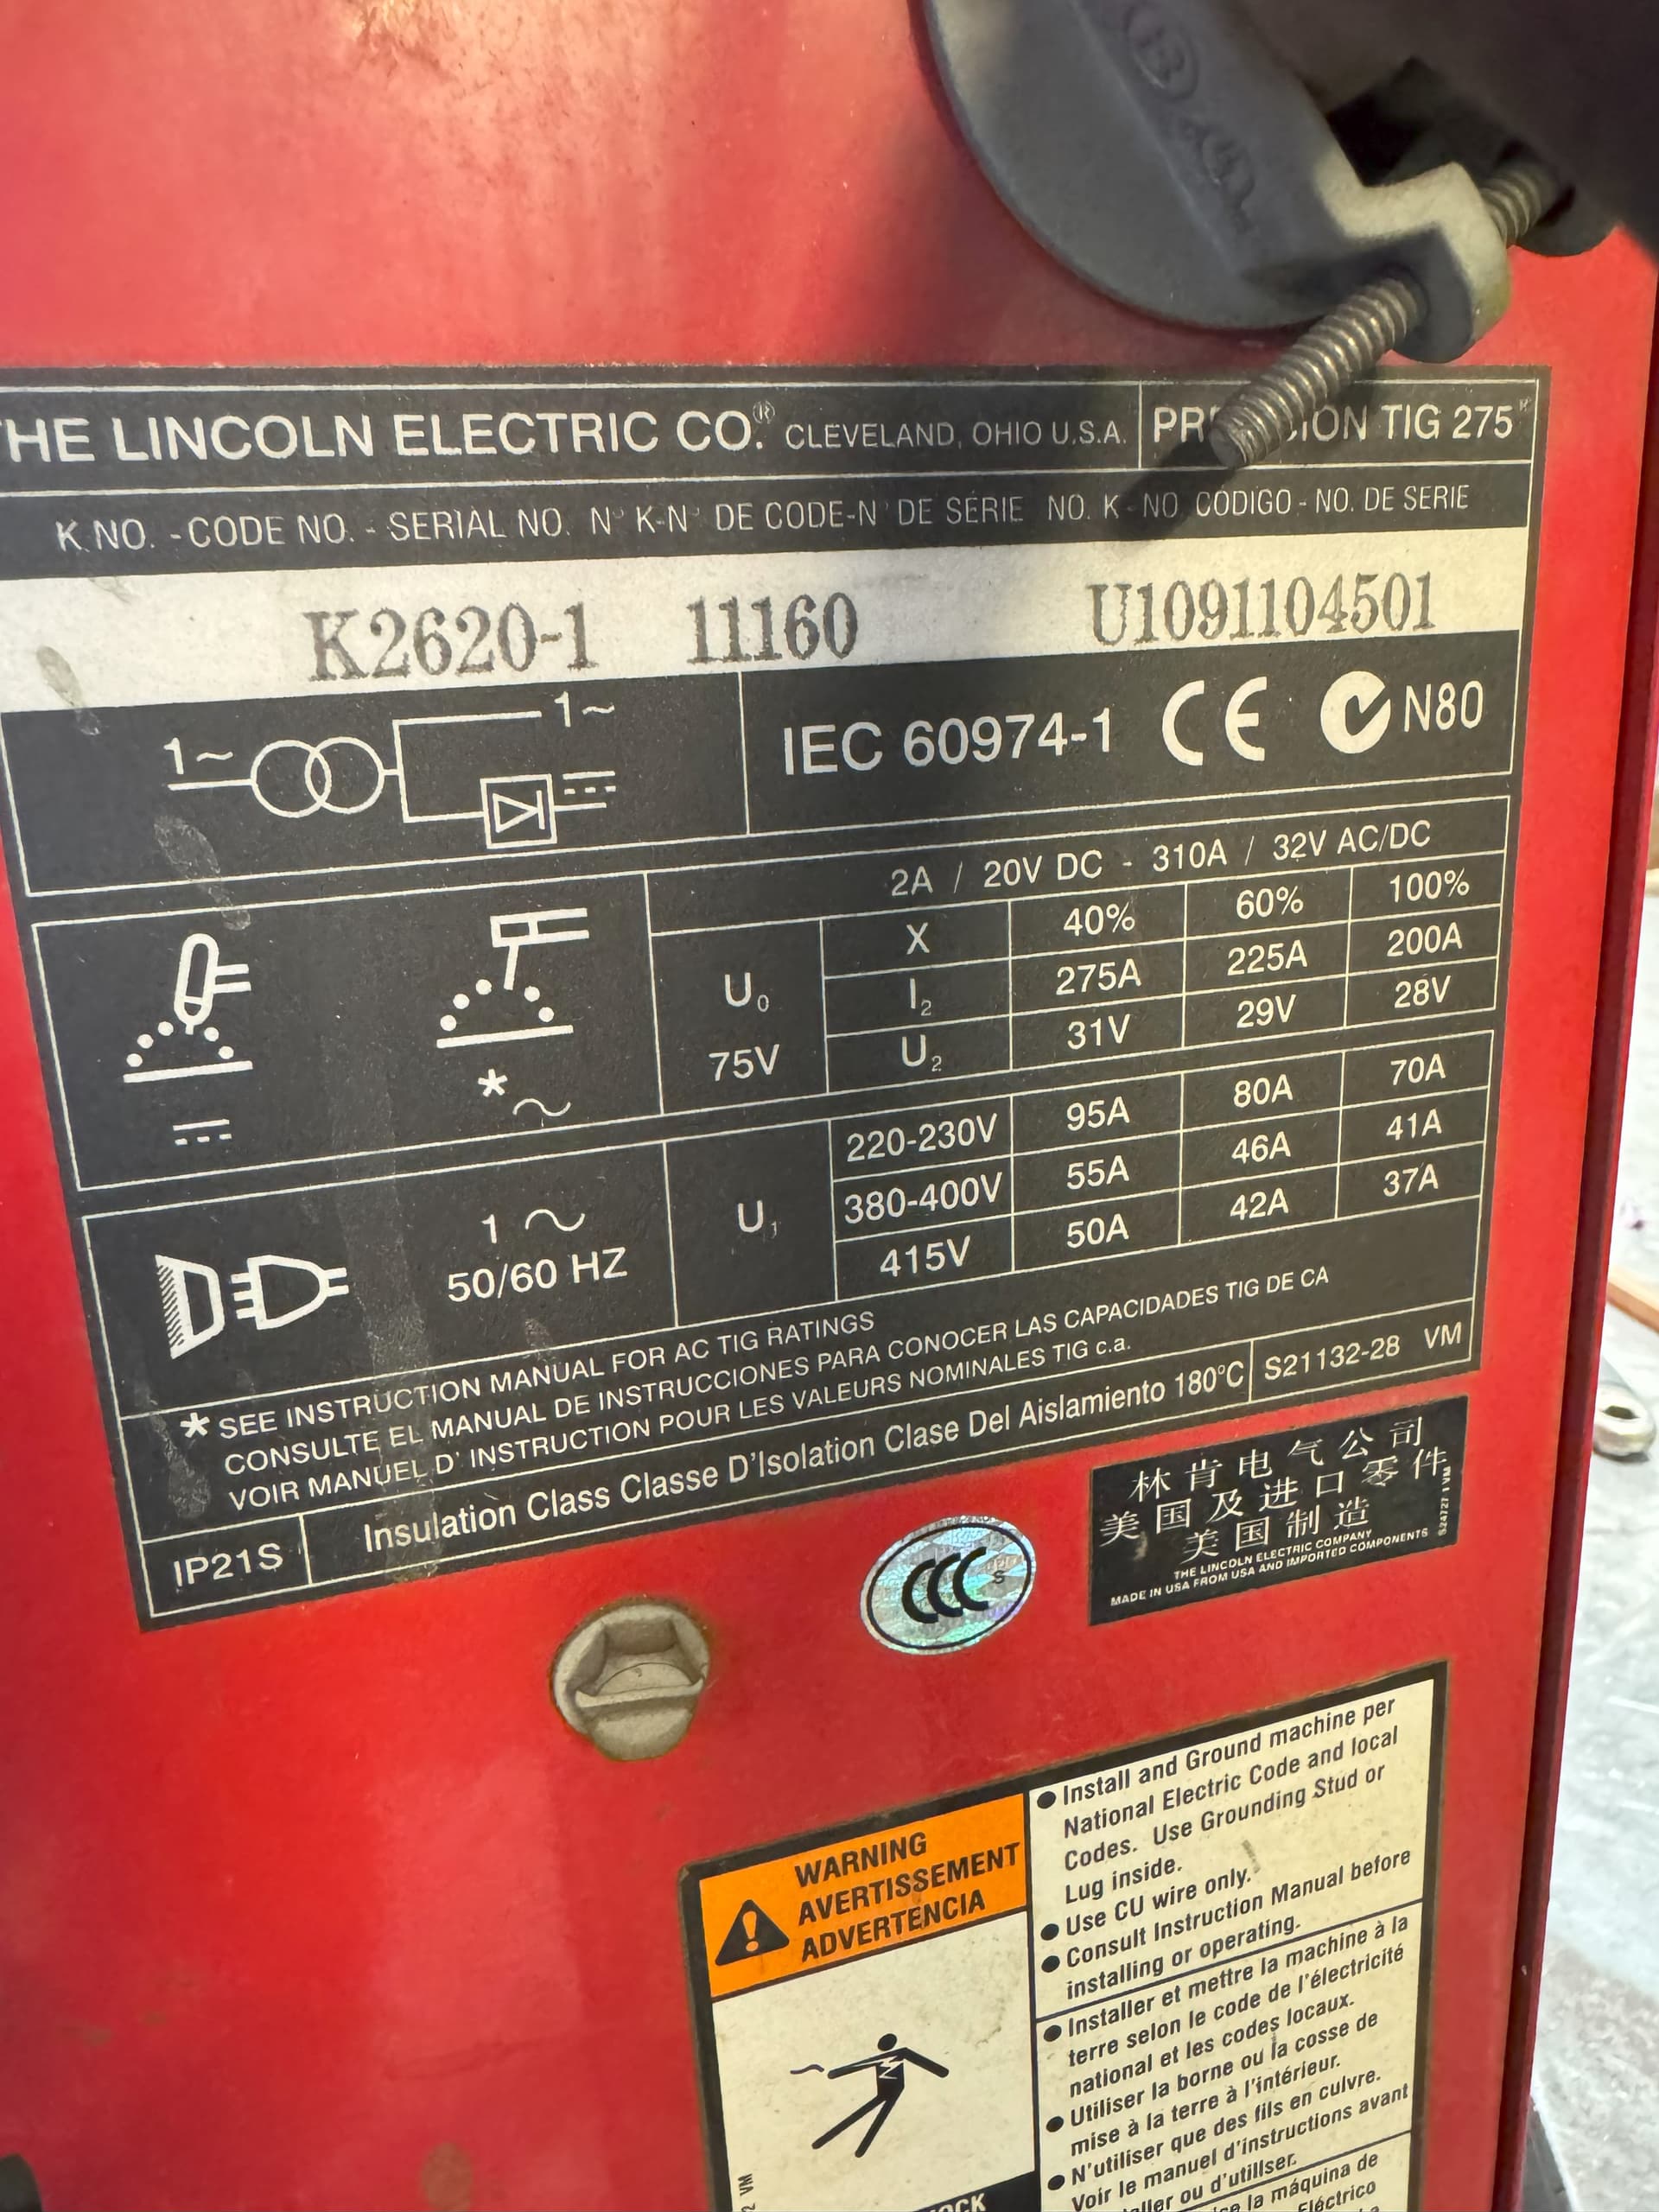 THE LINCOLN ELECTRIC CO.® CLEVELAND, OHIO U.S.A. TIG 275
K.NO. - CODE NO. - SERIAL NO. N° K-N° DE CODE-N° DE SÉRIE NO. K - NO. CODIGO - NO. DE SERIE
K2620-1 11160 U1091104501
1~ 1~
IEC 60974-1 CE N80
2A / 20V DC - 310A / 32V AC/DC
X 40% 60% 100%
U0 I2 275A 225A 200A
75V U2 31V 29V 28V
*
220-230V 95A 80A 70A
1 ~ U1 380-400V 55A 46A 41A
50/60 HZ 415V 50A 42A 37A
* SEE INSTRUCTION MANUAL FOR AC TIG RATINGS
CONSULTE EL MANUAL DE INSTRUCCIONES PARA CONOCER LAS CAPACIDADES TIG DE CA
VOIR MANUEL D' INSTRUCTION POUR LES VALEURS NOMINALES TIG c.a.
IP21S Insulation Class Classe D'Isolation Clase Del Aislamiento 180°C S21132-28 VM
CCC S
林肯电气公司
美国及进口零件
美国制造
THE LINCOLN ELECTRIC COMPANY
MADE IN USA FROM USA AND IMPORTED COMPONENTS
S24727-1 VM
WARNING
AVERTISSEMENT
ADVERTENCIA
● Install and Ground machine per
National Electric Code and local
Codes. Use Grounding Stud or
Lug inside.
● Use CU wire only.
● Consult Instruction Manual before
installing or operating.
● Installer et mettre la machine à la
terre selon le code de l'électricité
national et les codes locaux.
● Utiliser la borne ou la cosse de
mise à la terre à l'intérieur.
● N'utiliser que des fils en cuivre.
Voir le manuel d'instructions avant
ou d'utiliser.
la máquina de
VM